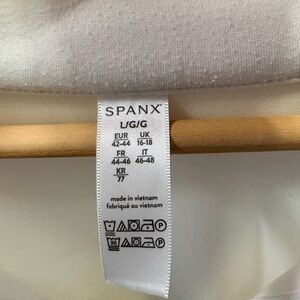 SPANX
L/G/G
EUR UK
42-44 16-18
FR IT
44-46 46-48
KR
77
made in vietnam
fabriqué au vietnam